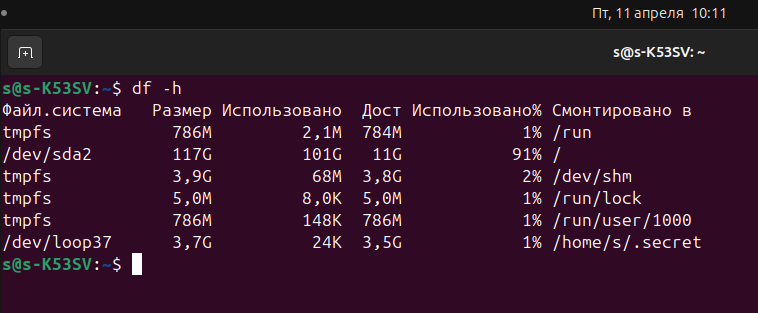 Пт, 11 апреля 10:11
s@s-K53SV: ~
s@s-K53SV:~$ df -h
Файл.система Размер Использовано Дост Использовано% Смонтировано в
tmpfs 786M 2,1M 784M 1% /run
/dev/sda2 117G 101G 11G 91% /
tmpfs 3,9G 68M 3,8G 2% /dev/shm
tmpfs 5,0M 8,0K 5,0M 1% /run/lock
tmpfs 786M 148K 786M 1% /run/user/1000
/dev/loop37 3,7G 24K 3,5G 1% /home/s/.secret
s@s-K53SV:~$